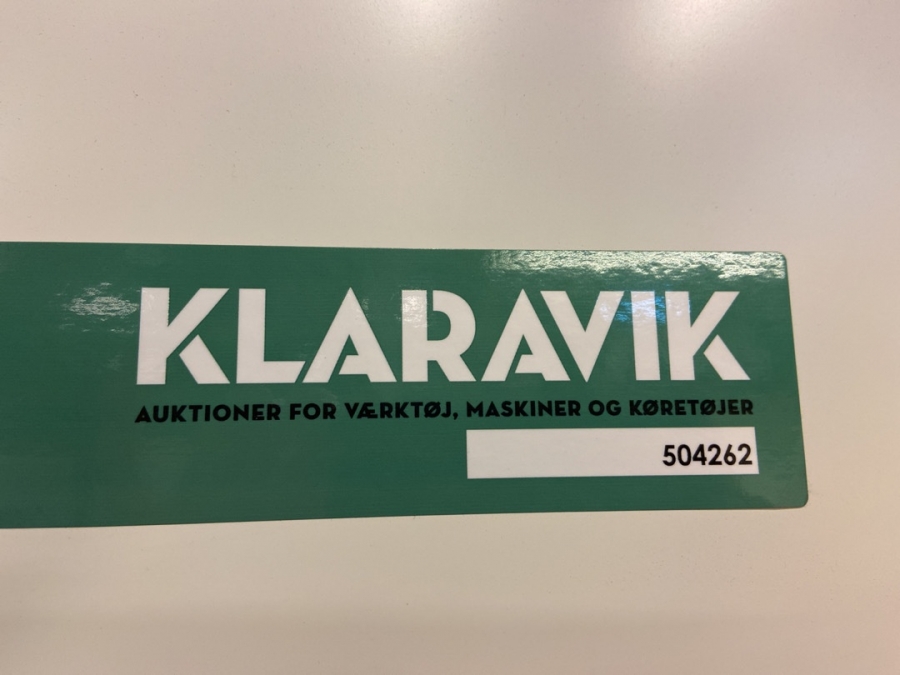 KLARAVIK
AUKTIONER FOR VÆRKTØJ, MASKINER OG KØRETØJER
504262